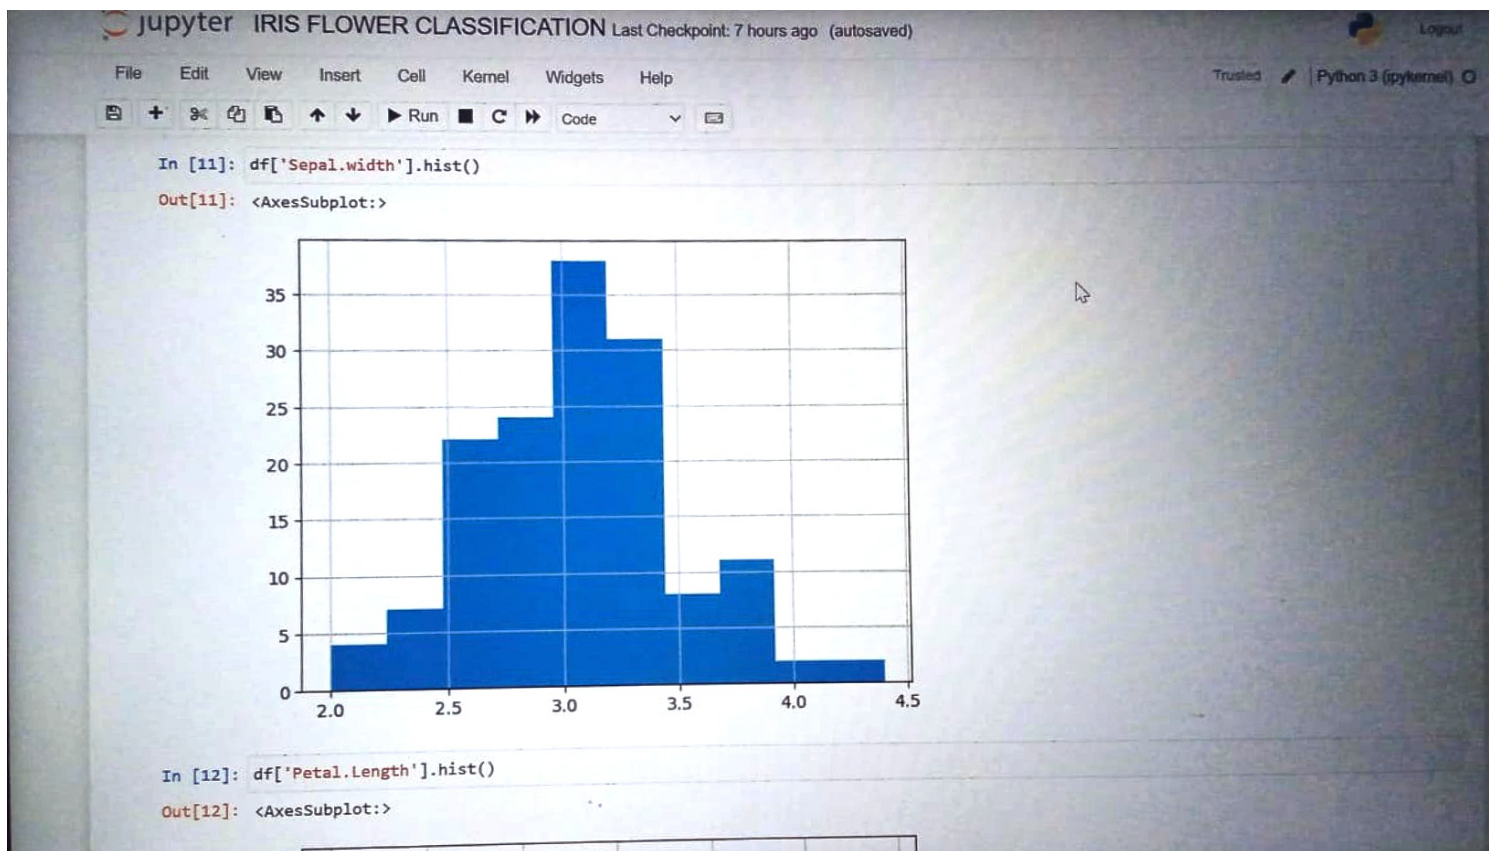 jupyter IRIS FLOWER CLASSIFICATION Last Checkpoint: 7 hours ago (autosaved) Logout
File Edit View Insert Cell Kernel Widgets Help Trusted Python 3 (ipykernel)
Run Code
In [11]: df['Sepal.width'].hist()
Out[11]: <AxesSubplot:>
35
30
25
20
15
10
5
0
2.0 2.5 3.0 3.5 4.0 4.5
In [12]: df['Petal.Length'].hist()
Out[12]: <AxesSubplot:>